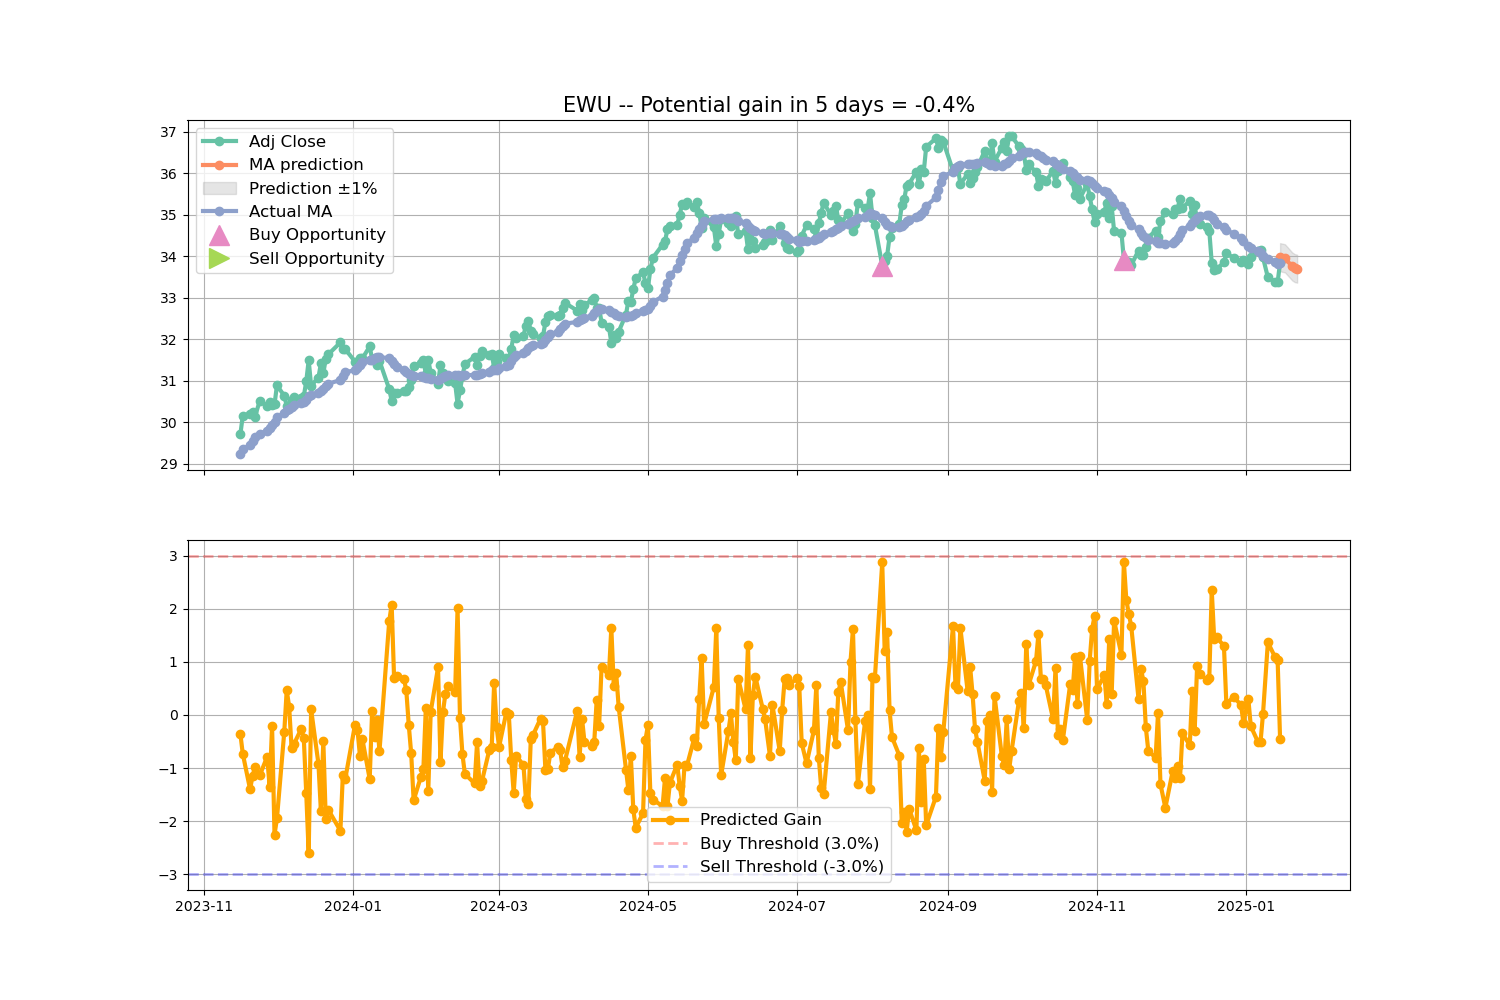 EWU -- Potential gain in 5 days = -0.4%
37
36
35
34
33
32
31
30
29
Adj Close
MA prediction
Prediction ±1%
Actual MA
Buy Opportunity
Sell Opportunity
3
2
1
0
−1
−2
−3
Predicted Gain
Buy Threshold (3.0%)
Sell Threshold (-3.0%)
2023-11 2024-01 2024-03 2024-05 2024-07 2024-09 2024-11 2025-01